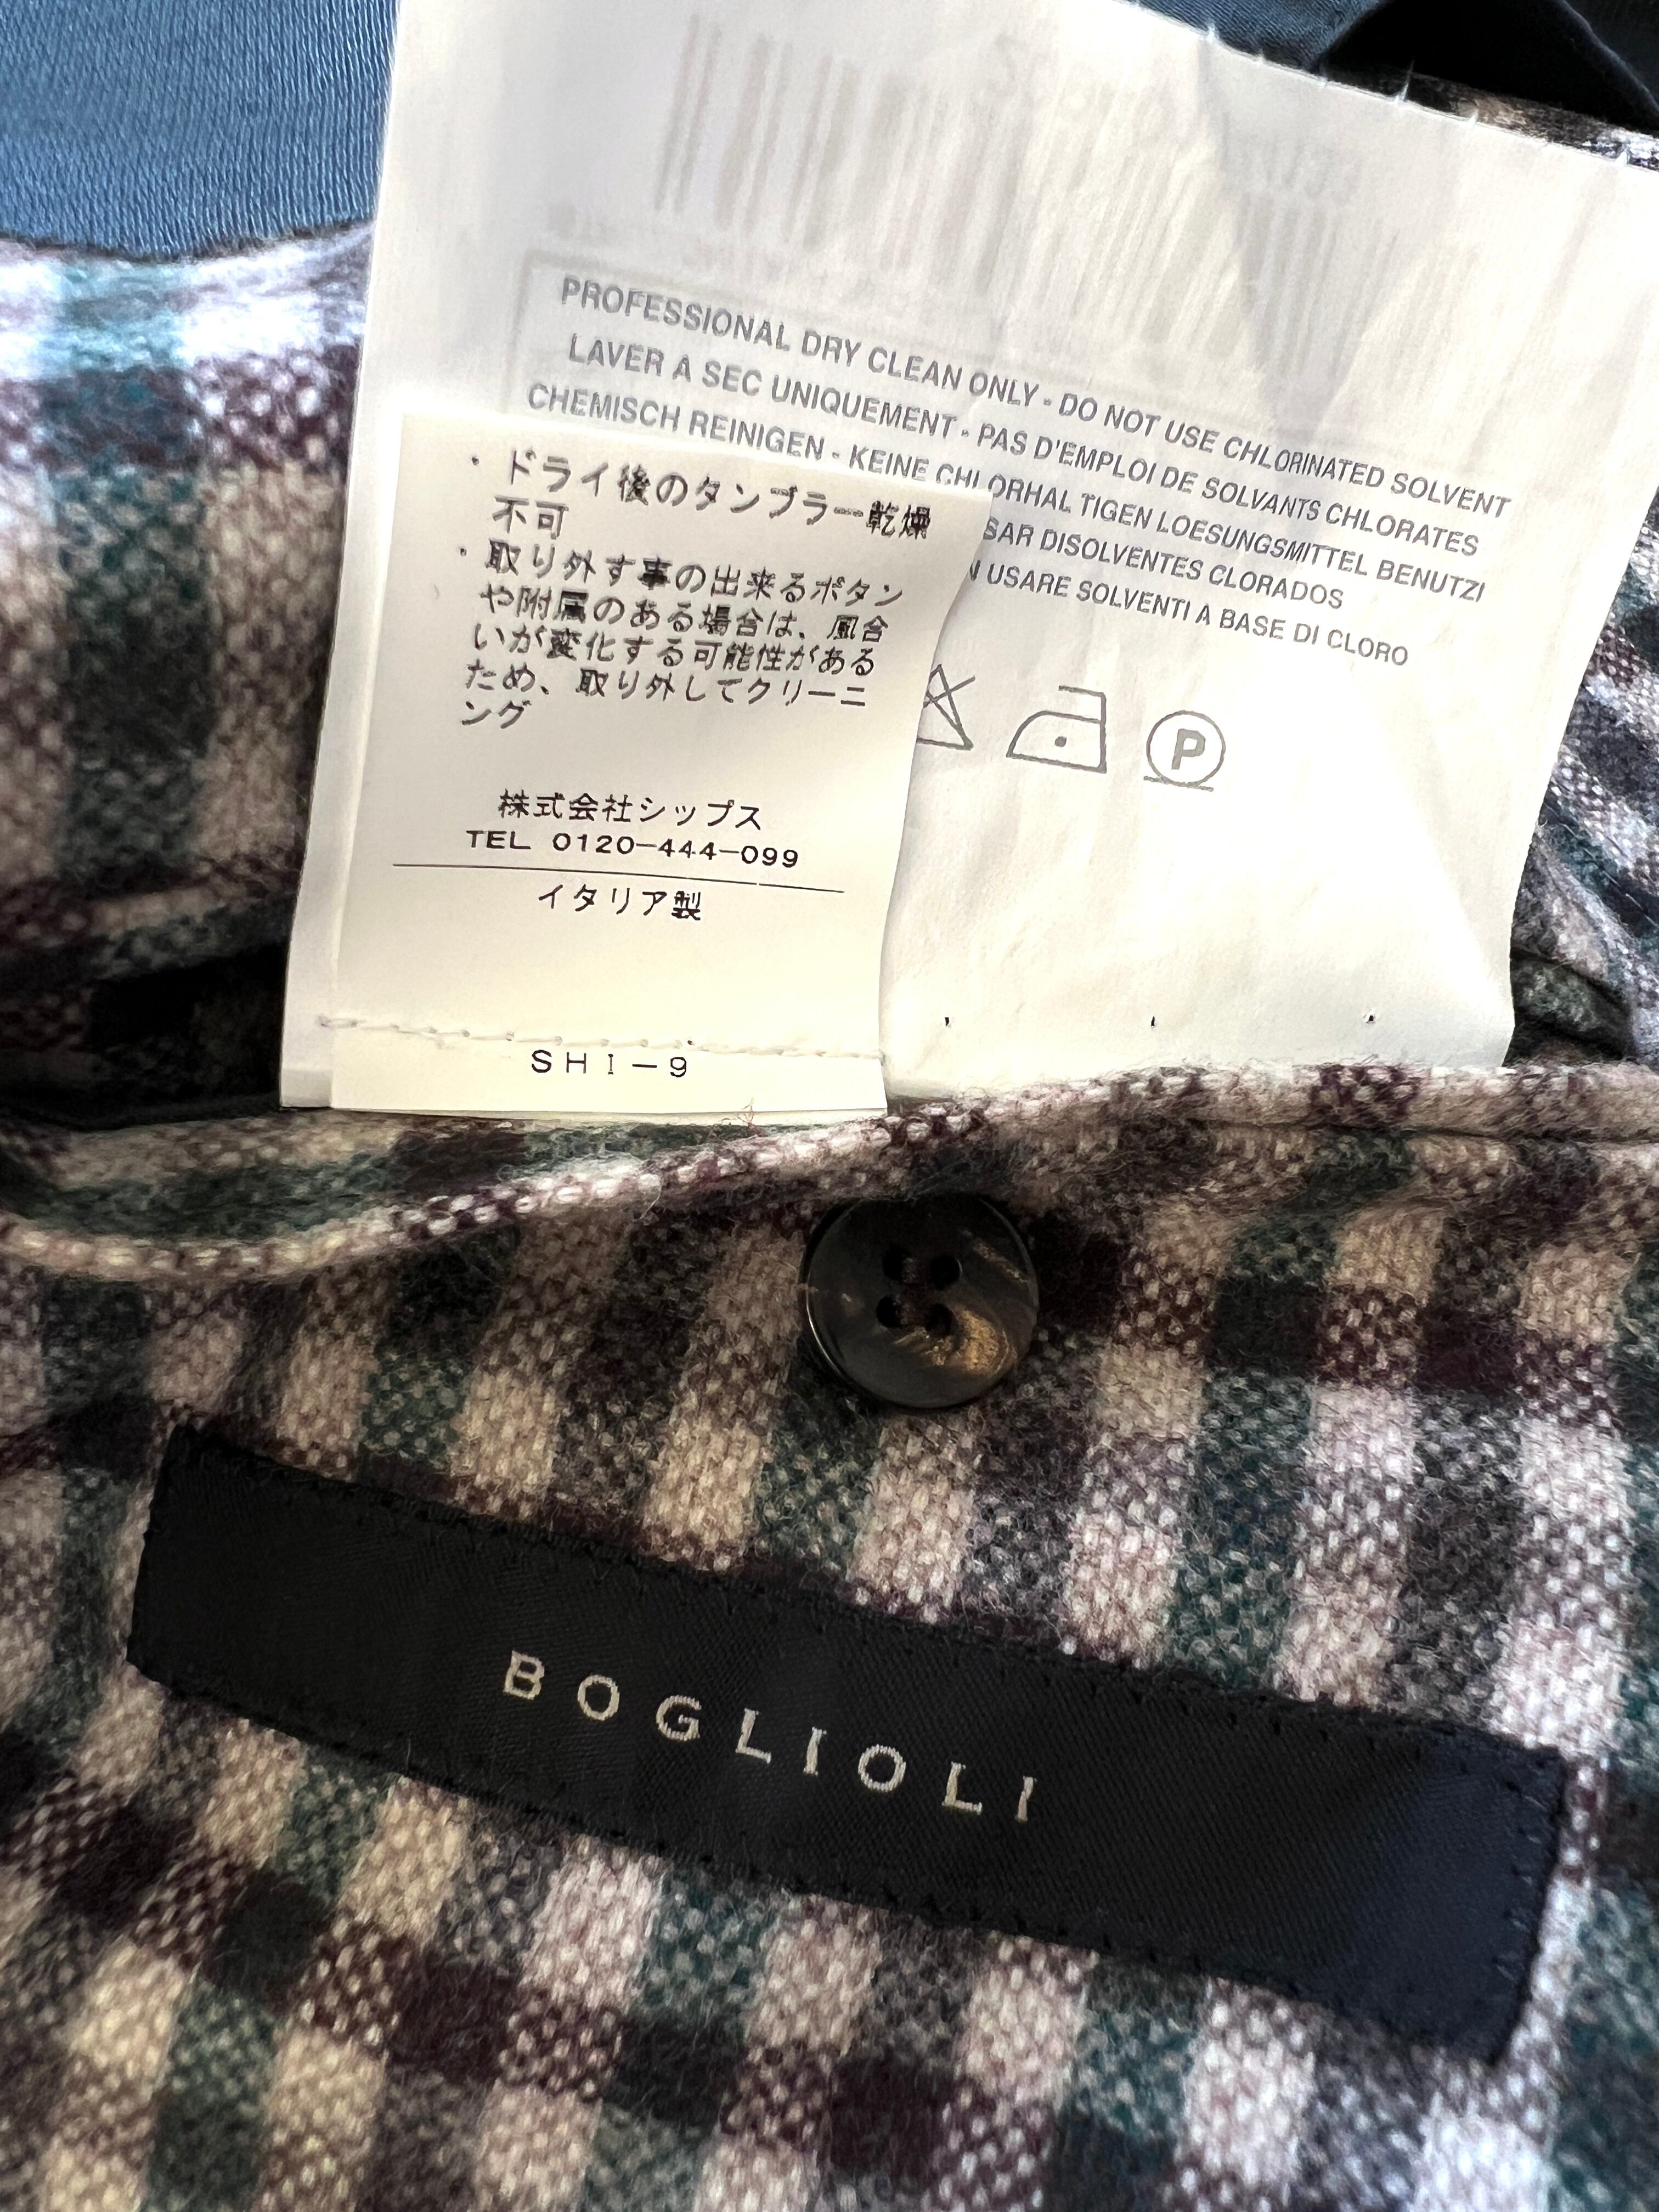 PROFESSIONAL DRY CLEAN ONLY - DO NOT USE CHLORINATED SOLVENT
LAVER A SEC UNIQUEMENT - PAS D'EMPLOI DE SOLVANTS CHLORATES
CHEMISCH REINIGEN - KEINE CHLORHAL TIGEN LOESUNGSMITTEL BENUTZI
SAR DISOLVENTES CLORADOS
N USARE SOLVENTI A BASE DI CLORO
P
・ドライ後のタンブラー乾燥
不可
・取り外す事の出来るボタン
や附属のある場合は、風合
いが変化する可能性がある
ため、取り外してクリーニ
ング
株式会社シップス
TEL 0120-444-099
イタリア製
SHI-9
BOGLIOLI